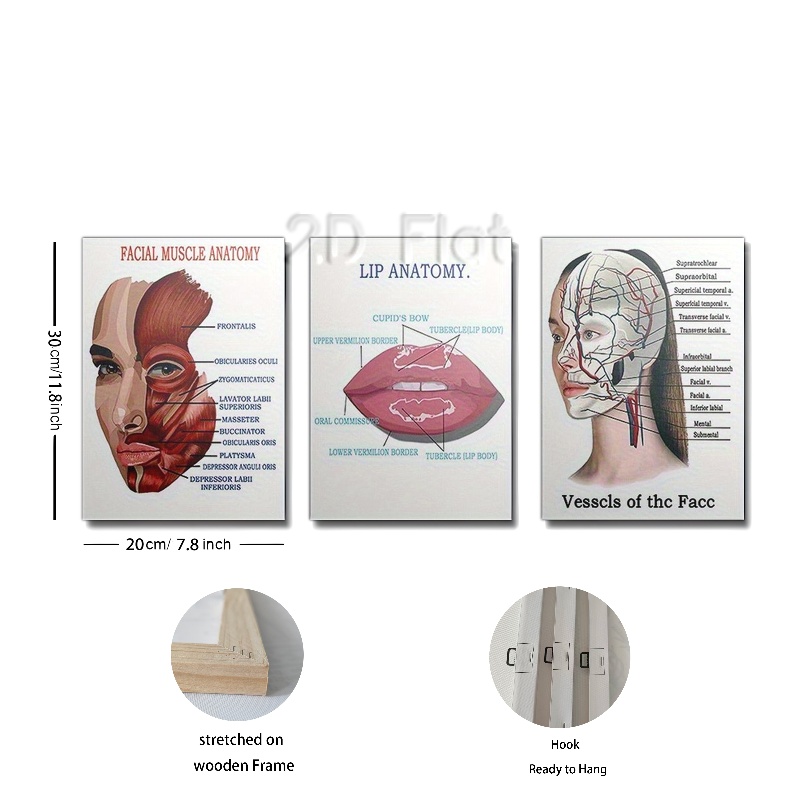 2D Flat
FACIAL MUSCLE ANATOMY
FRONTALIS
OBICULARIES OCULI
ZYGOMATICATICUS
LAVATOR LABII
SUPERIORIS
MASSETER
BUCCINATOR
OBICULARIS ORIS
PLATYSMA
DEPRESSOR ANGULI ORIS
DEPRESSOR LABII
INFERIORIS
LIP ANATOMY.
CUPID'S BOW
TUBERCLE(LIP BODY)
UPPER VERMILION BORDER
ORAL COMMISSURE
LOWER VERMILION BORDER
TUBERCLE (LIP BODY)
Supratrochlear
Supraorbital
Supericial temporal a.
Supericial temporal v.
Transverse facial v.
Transverse facial a.
Infraorbital
Superior labial branch
Facial v.
Facial a.
Inferior labial
Mental
Submental
Vesscls of thc Facc
30cm/11.8inch
20cm/ 7.8 inch
stretched on
wooden Frame
Hook
Ready to Hang